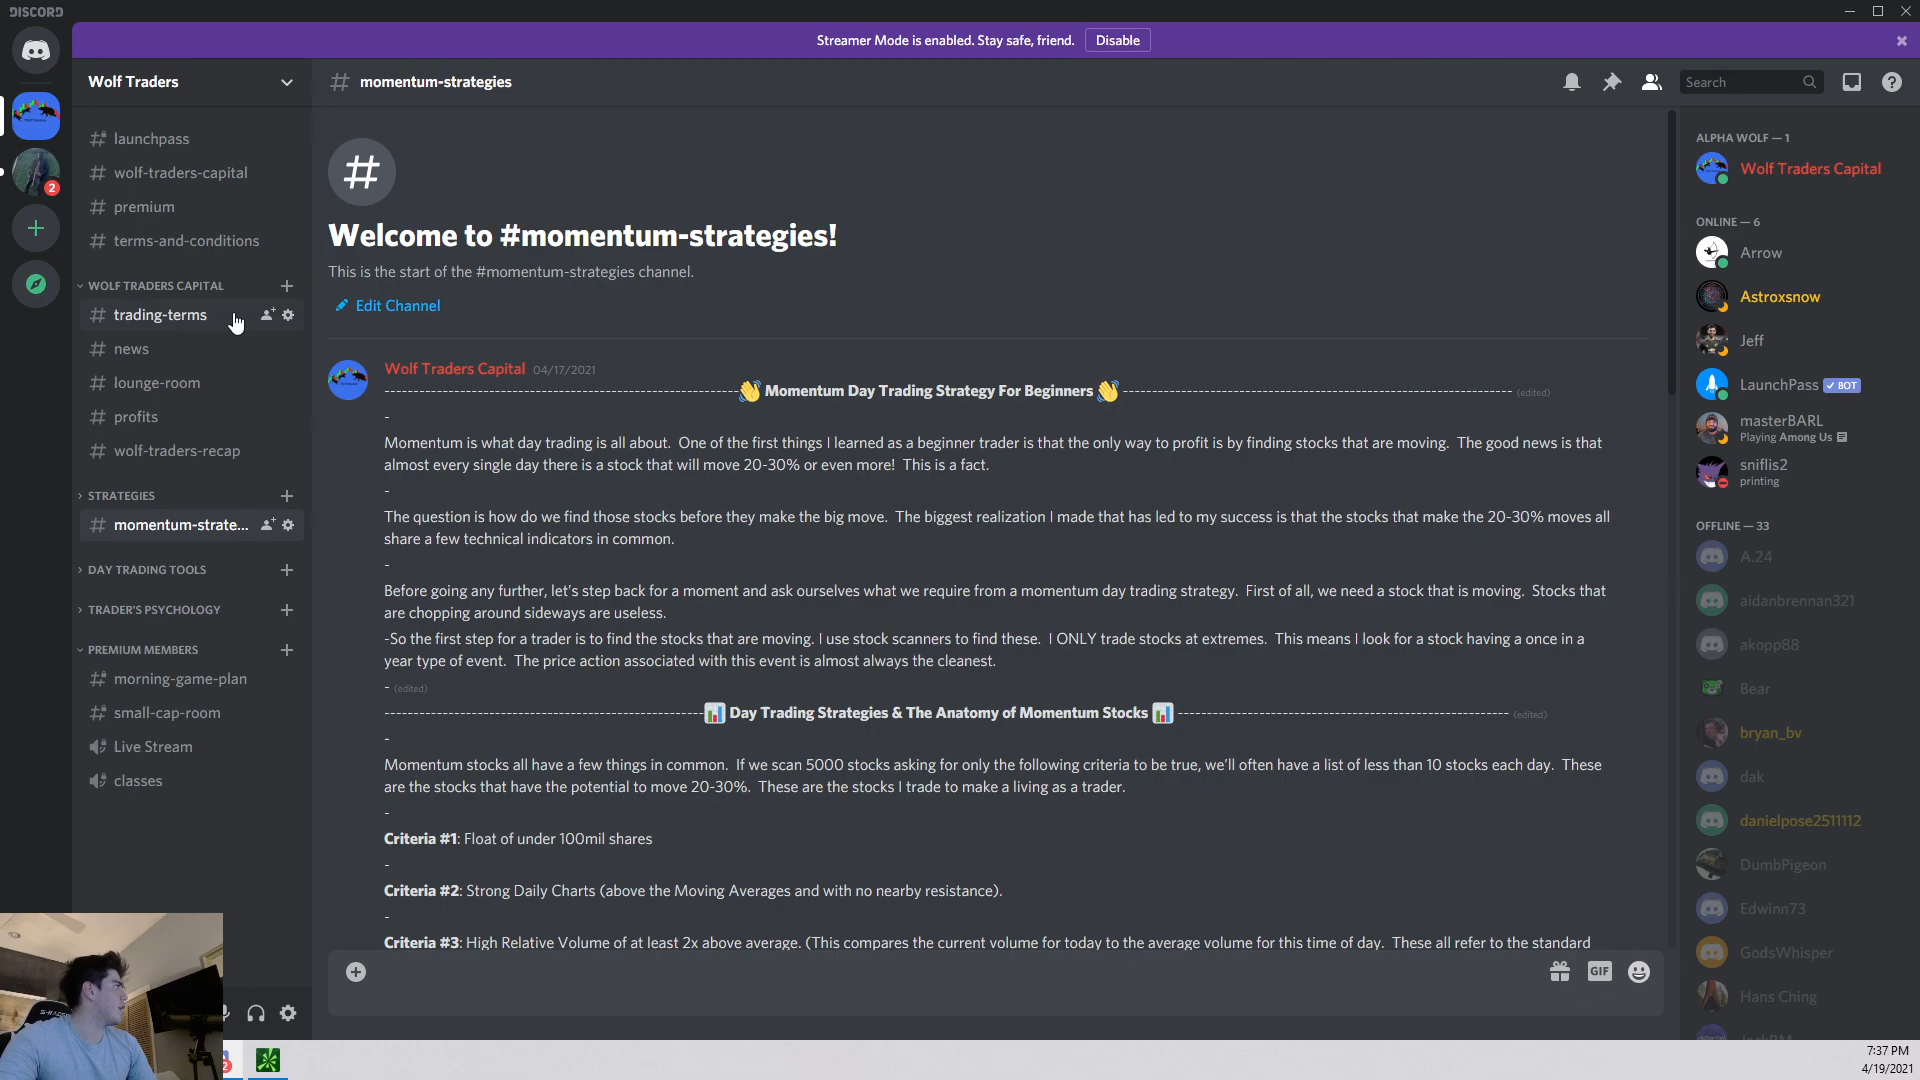 DISCORD
Streamer Mode is enabled. Stay safe, friend.
Disable
2
Wolf Traders
launchpass
wolf-traders-capital
premium
terms-and-conditions
WOLF TRADERS CAPITAL
trading-terms
news
lounge-room
profits
wolf-traders-recap
STRATEGIES
momentum-strate...
DAY TRADING TOOLS
TRADER'S PSYCHOLOGY
PREMIUM MEMBERS
morning-game-plan
small-cap-room
Live Stream
classes
# momentum-strategies
Search
#
Welcome to #momentum-strategies!
This is the start of the #momentum-strategies channel.
Edit Channel
Wolf Traders Capital 04/17/2021
Momentum Day Trading Strategy For Beginners (edited)
-
Momentum is what day trading is all about. One of the first things I learned as a beginner trader is that the only way to profit is by finding stocks that are moving. The good news is that
almost every single day there is a stock that will move 20-30% or even more! This is a fact.
-
The question is how do we find those stocks before they make the big move. The biggest realization I made that has led to my success is that the stocks that make the 20-30% moves all
share a few technical indicators in common.
-
Before going any further, let's step back for a moment and ask ourselves what we require from a momentum day trading strategy. First of all, we need a stock that is moving. Stocks that
are chopping around sideways are useless.
-So the first step for a trader is to find the stocks that are moving. I use stock scanners to find these. I ONLY trade stocks at extremes. This means I look for a stock having a once in a
year type of event. The price action associated with this event is almost always the cleanest.
- (edited)
Day Trading Strategies & The Anatomy of Momentum Stocks (edited)
-
Momentum stocks all have a few things in common. If we scan 5000 stocks asking for only the following criteria to be true, we'll often have a list of less than 10 stocks each day. These
are the stocks that have the potential to move 20-30%. These are the stocks I trade to make a living as a trader.
-
Criteria #1: Float of under 100mil shares
-
Criteria #2: Strong Daily Charts (above the Moving Averages and with no nearby resistance).
-
Criteria #3: High Relative Volume of at least 2x above average. (This compares the current volume for today to the average volume for this time of day. These all refer to the standard
GIF
ALPHA WOLF — 1
Wolf Traders Capital
ONLINE — 6
Arrow
Astroxsnow
Jeff
LaunchPass BOT
masterBARL
Playing Among Us
sniflis2
printing
OFFLINE — 33
A.24
aidanbrennan321
akopp88
Bear
bryan_bv
dak
danielpose2511112
DumbPigeon
Edwinn73
GodsWhisper
Hans Ching
7:37 PM
4/19/2021